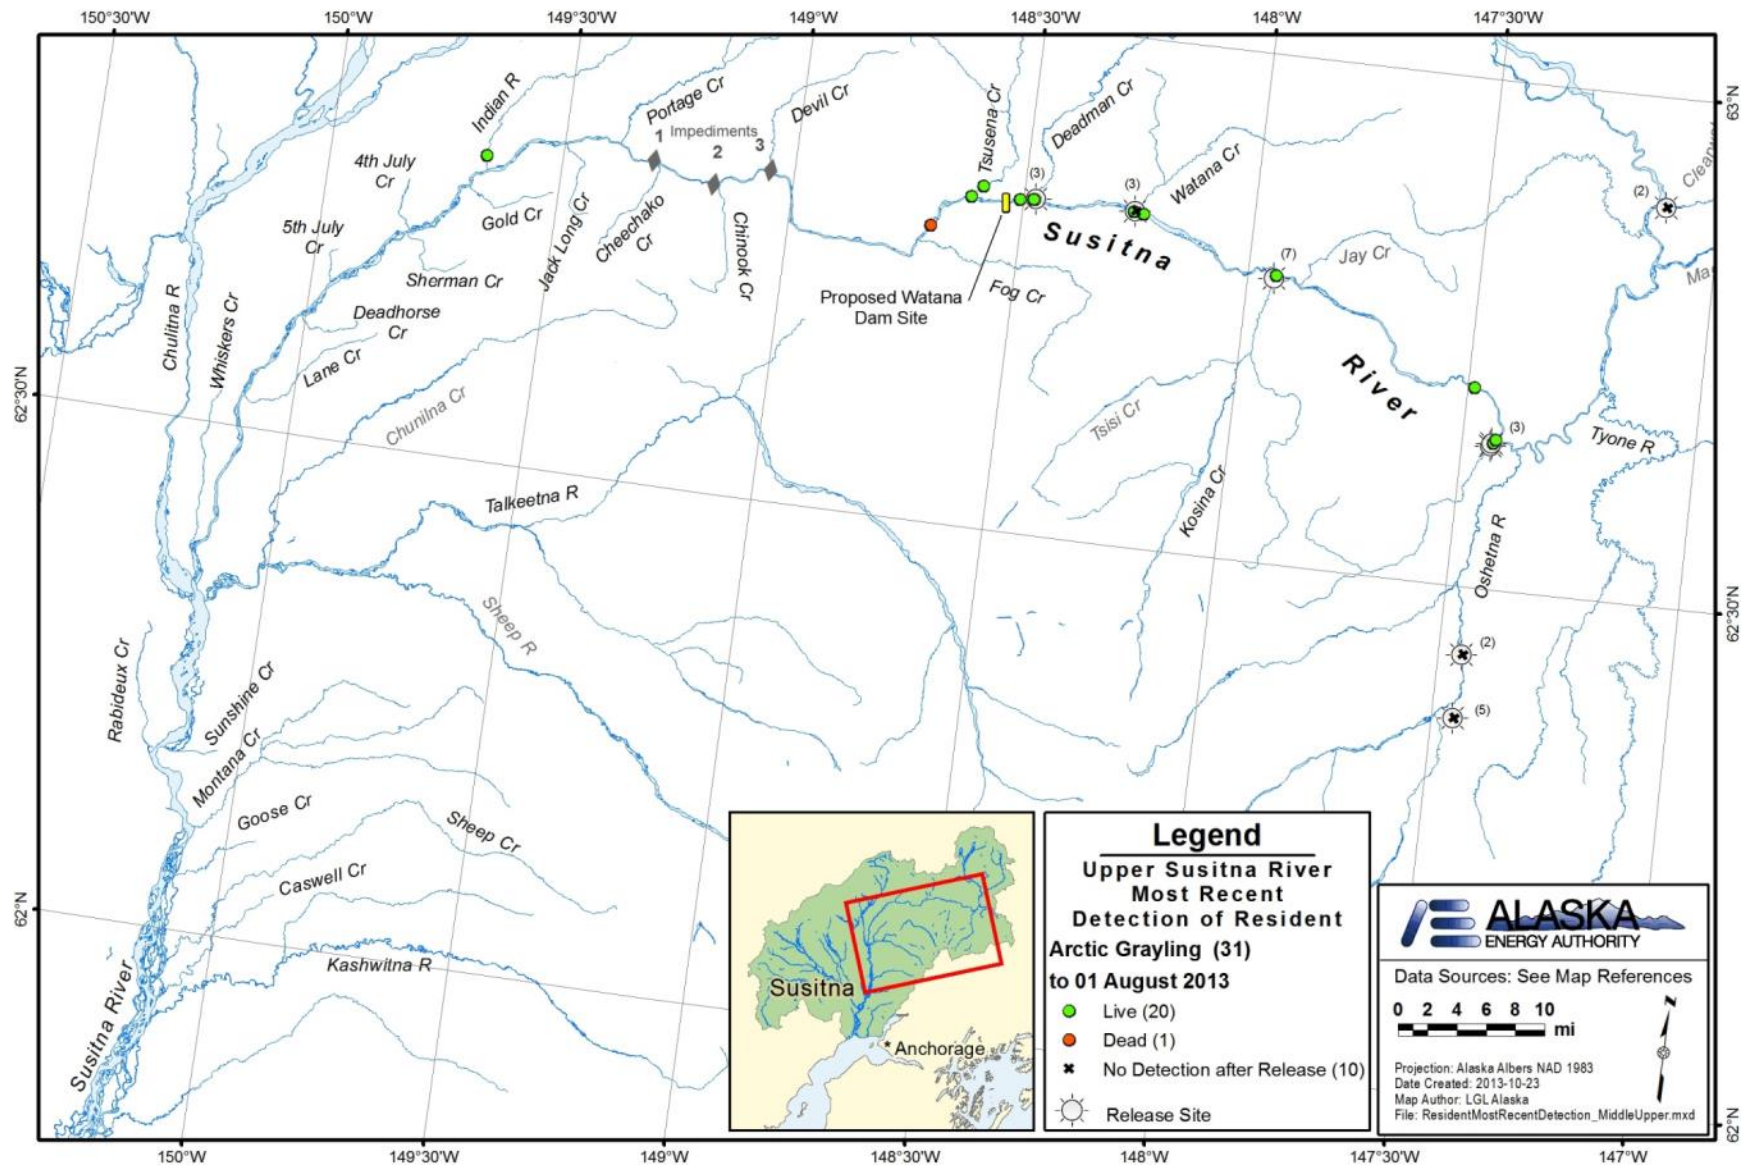 150°30'W
150°W
149°30'W
149°W
148°30'W
148°W
147°30'W
63°N
62°30'N
62°N
62°30'N
62°N
150°W
149°30'W
149°W
148°30'W
148°W
147°30'W
147°W
Indian R
Portage Cr
Impediments
1
2
3
Devil Cr
Tsusena Cr
Deadman Cr
(3)
(3)
Watana Cr
(2)
4th July
Cr
5th July
Cr
Gold Cr
Jack Long Cr
Cheechako
Cr
Chinook Cr
Sherman Cr
Deadhorse
Cr
Lane Cr
Chulitna R
Whiskers Cr
Chunilna Cr
Proposed Watana
Dam Site
Fog Cr
Susitna
River
(7)
Jay Cr
Tsisi Cr
Kosina Cr
(3)
Tyone R
Oshetna R
(2)
(5)
Talkeetna R
Sheep R
Rabideux Cr
Sunshine Cr
Montana Cr
Goose Cr
Sheep Cr
Caswell Cr
Kashwitna R
Susitna River
Susitna
* Anchorage
Legend
Upper Susitna River
Most Recent
Detection of Resident
Arctic Grayling (31)
to 01 August 2013
Live (20)
Dead (1)
No Detection after Release (10)
Release Site
ALASKA
ENERGY AUTHORITY
Data Sources: See Map References
0 2 4 6 8 10
mi
N
Projection: Alaska Albers NAD 1983
Date Created: 2013-10-23
Map Author: LGL Alaska
File: ResidentMostRecentDetection_MiddleUpper.mxd